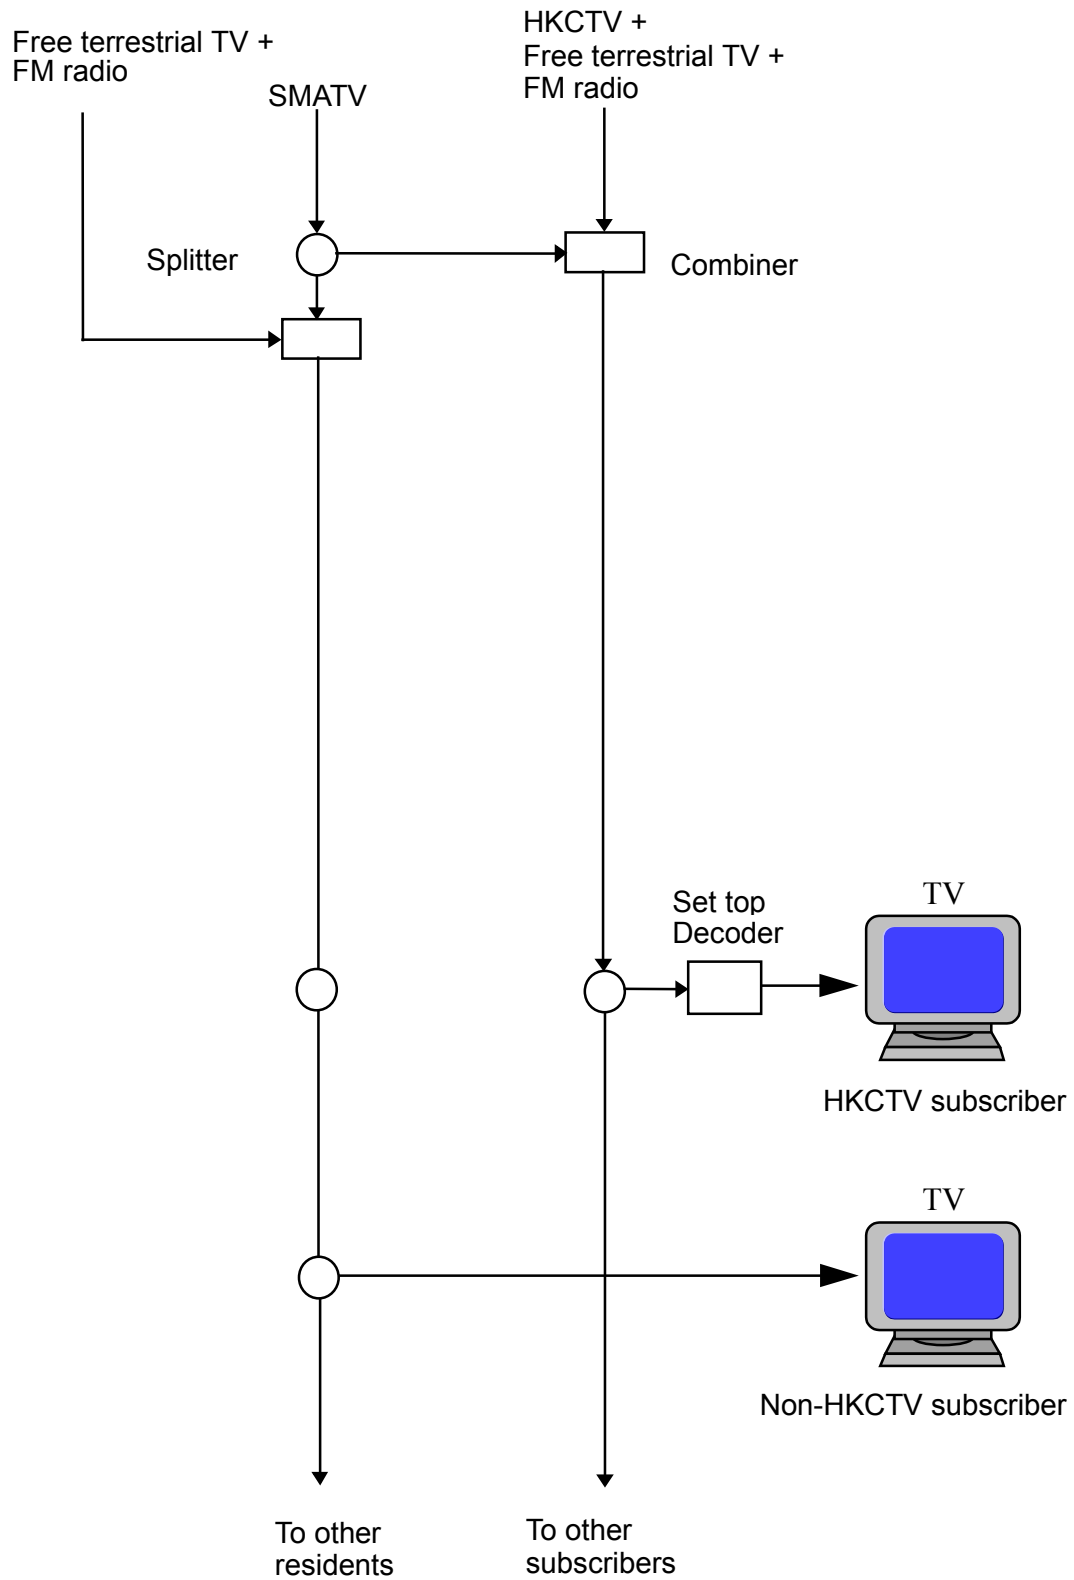 Free terrestrial TV +
FM radio
SMATV
HKCTV +
Free terrestrial TV +
FM radio
Splitter
Combiner
Set top
Decoder
TV
HKCTV subscriber
TV
Non-HKCTV subscriber
To other
residents
To other
subscribers